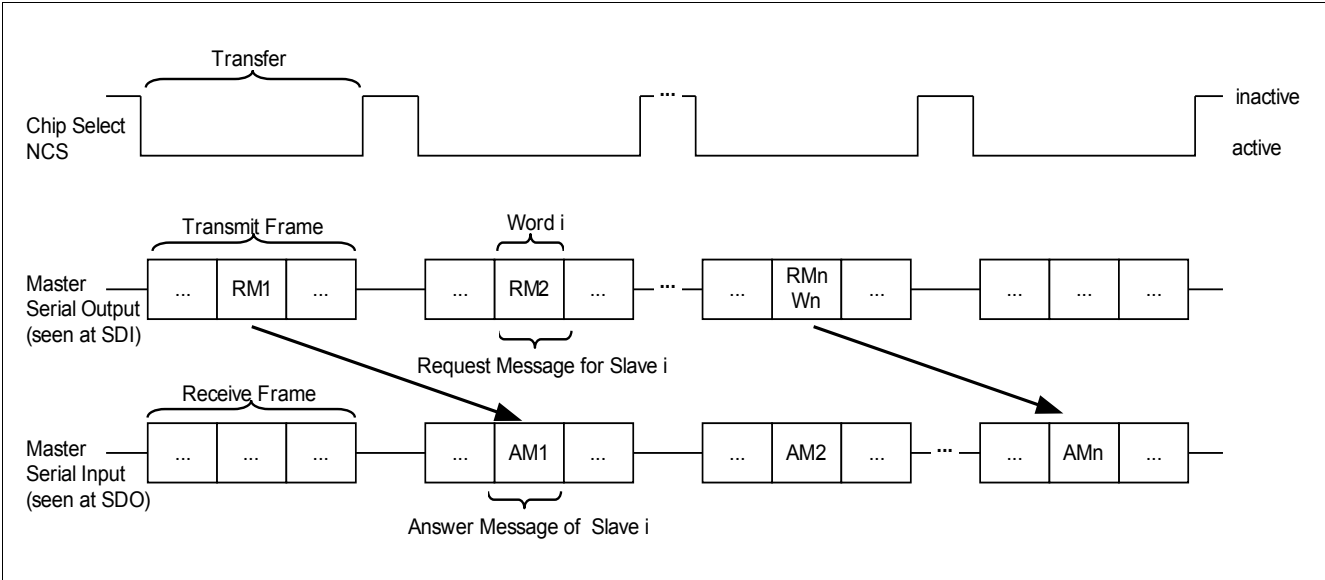 Transfer
...
inactive
Chip Select
NCS
active
Transmit Frame
Word i
Master
Serial Output
(seen at SDI)
... RM1 ... ... RM2 ... ... ... RMn Wn ... ... ... ...
Request Message for Slave i
Receive Frame
Master
Serial Input
(seen at SDO)
... ... ... ... AM1 ... ... AM2 ... ... ... AMn ...
Answer Message of Slave i